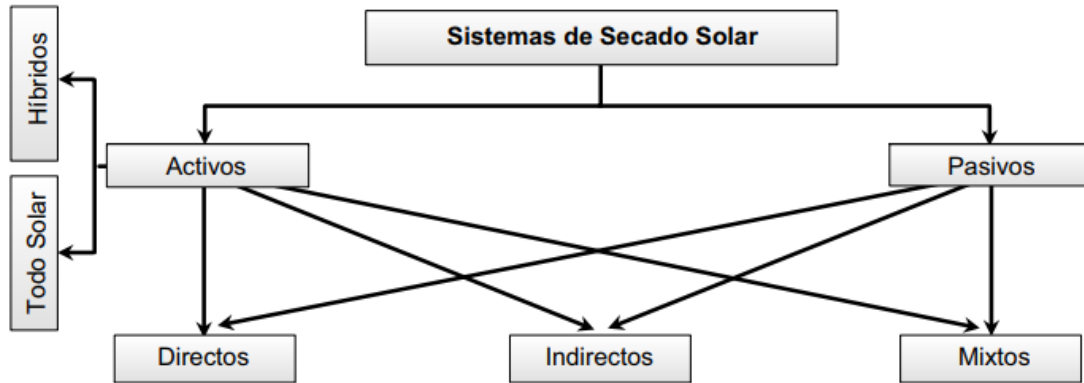 Sistemas de Secado Solar
Híbridos
Activos
Pasivos
Todo Solar
Directos
Indirectos
Mixtos